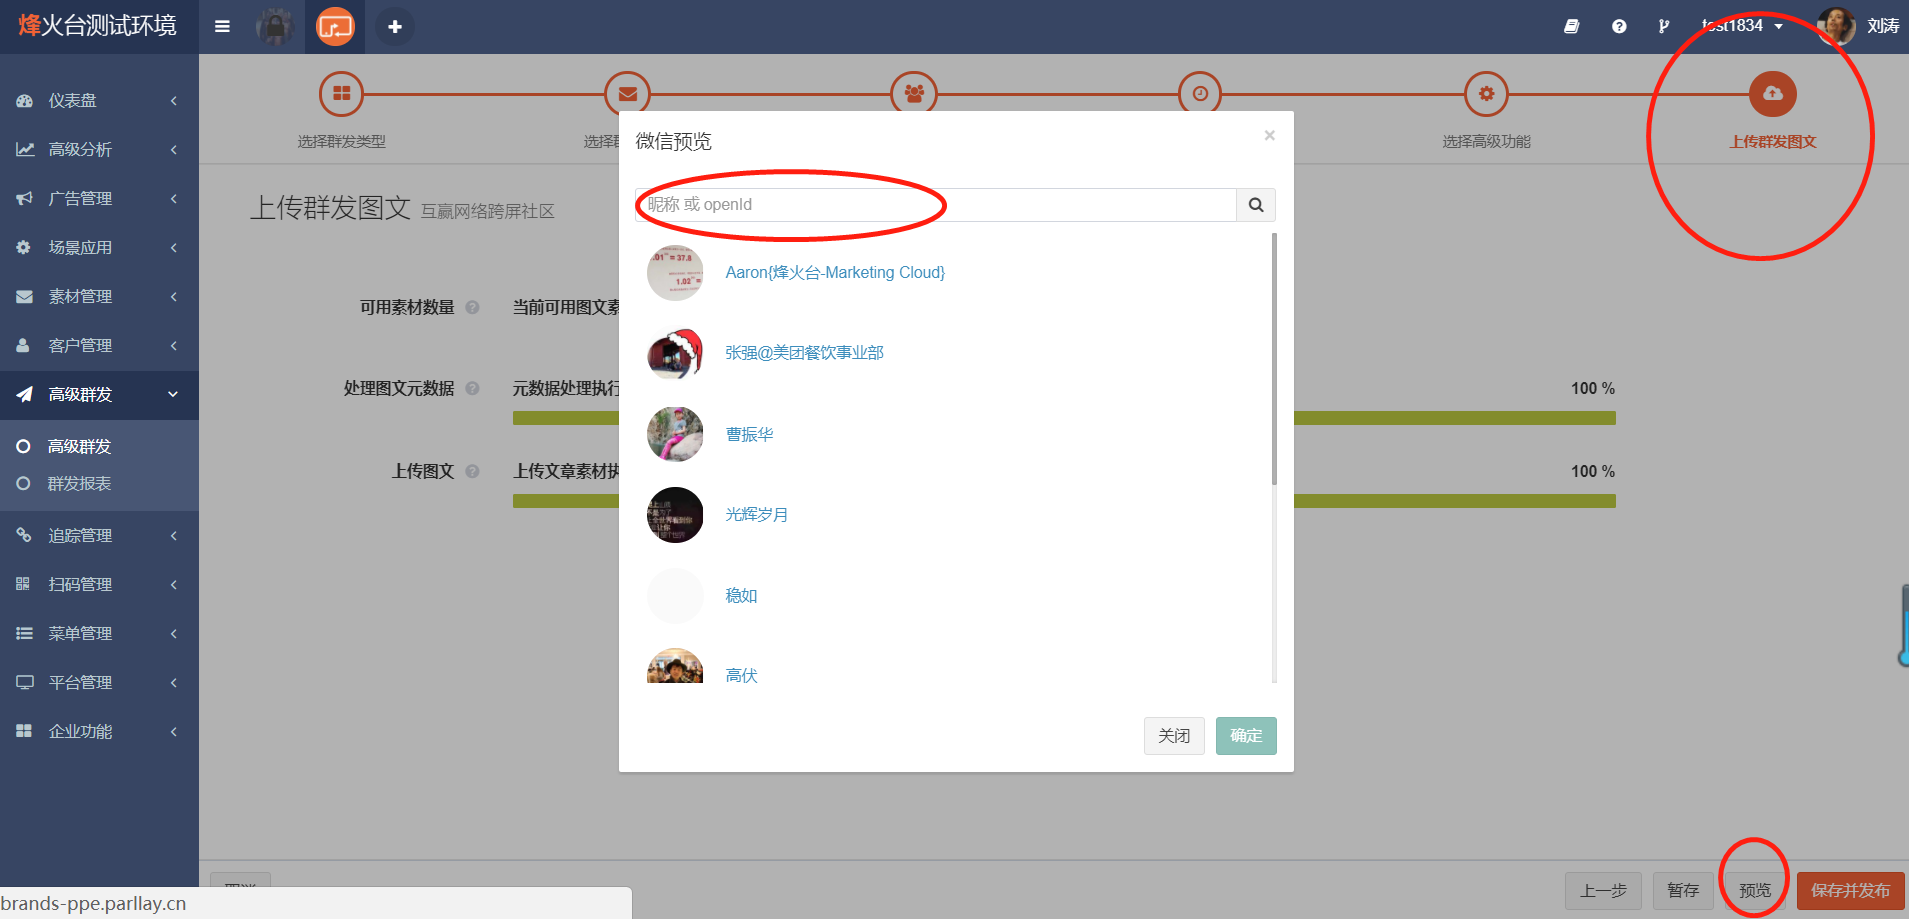 烽火台测试环境
test1834
刘涛
仪表盘
高级分析
广告管理
场景应用
素材管理
客户管理
高级群发
高级群发
群发报表
追踪管理
扫码管理
菜单管理
平台管理
企业功能
选择群发类型
选择群
选择高级功能
上传群发图文
上传群发图文 互赢网络跨屏社区
可用素材数量
当前可用图文素
处理图文元数据
元数据处理执行
100 %
上传图文
上传文章素材执
100 %
微信预览
×
昵称 或 openId
Aaron{烽火台-Marketing Cloud}
张强@美团餐饮事业部
曹振华
光辉岁月
稳如
高伏
关闭
确定
上一步
暂存
预览
保存并发布
brands-ppe.parllay.cn